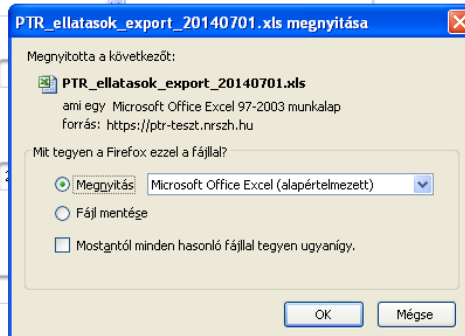 PTR_ellatasok_export_20140701.xls megnyitása
Megnyitotta a következőt:
PTR_ellatasok_export_20140701.xls
ami egy Microsoft Office Excel 97-2003 munkalap
forrás: https://ptr-teszt.nrszh.hu
Mit tegyen a Firefox ezzel a fájllal?
Megnyitás Microsoft Office Excel (alapértelmezett)
Fájl mentése
Mostantól minden hasonló fájllal tegyen ugyanígy.
OK Mégse